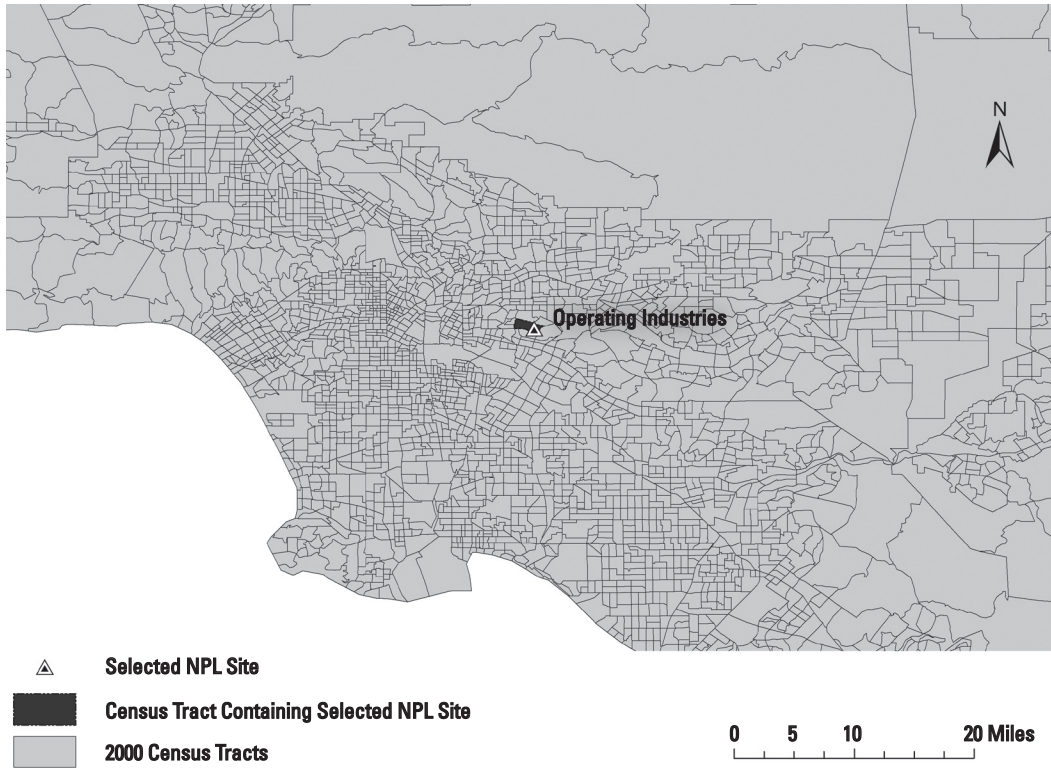 N
Operating Industries
Selected NPL Site
Census Tract Containing Selected NPL Site
2000 Census Tracts
0 5 10 20 Miles